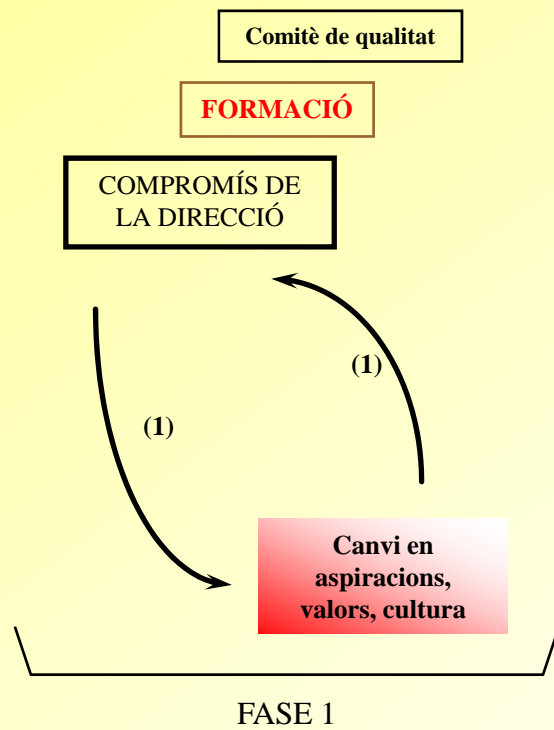 Comitè de qualitat
FORMACIÓ
COMPROMÍS DE
LA DIRECCIÓ
(1)
(1)
Canvi en
aspiracions,
valors, cultura
FASE 1